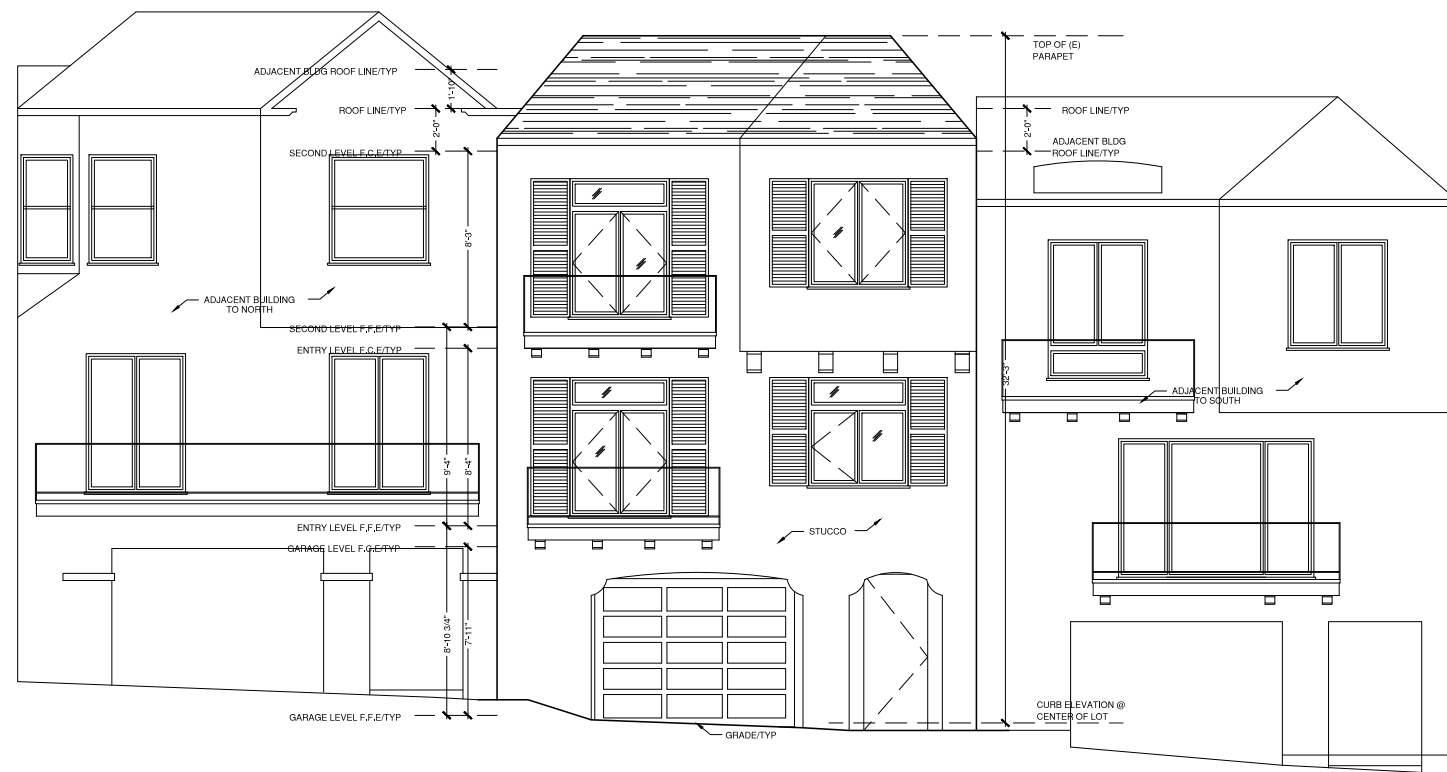 TOP OF (E)
PARAPET
ADJACENT BLDG ROOF LINE/TYP
1'-10"
ROOF LINE/TYP
ROOF LINE/TYP
2'-0"
2'-0"
ADJACENT BLDG
ROOF LINE/TYP
SECOND LEVEL F.C.E/TYP
8'-3"
ADJACENT BUILDING
TO NORTH
SECOND LEVEL F.F.E/TYP
ENTRY LEVEL F.C.E/TYP
32'-3"
ADJACENT BUILDING
TO SOUTH
9'-4"
8'-4"
ENTRY LEVEL F.F.E/TYP
STUCCO
GARAGE LEVEL F.C.E/TYP
8'-10 3/4"
7'-11"
CURB ELEVATION @
CENTER OF LOT
GARAGE LEVEL F.F.E/TYP
GRADE/TYP